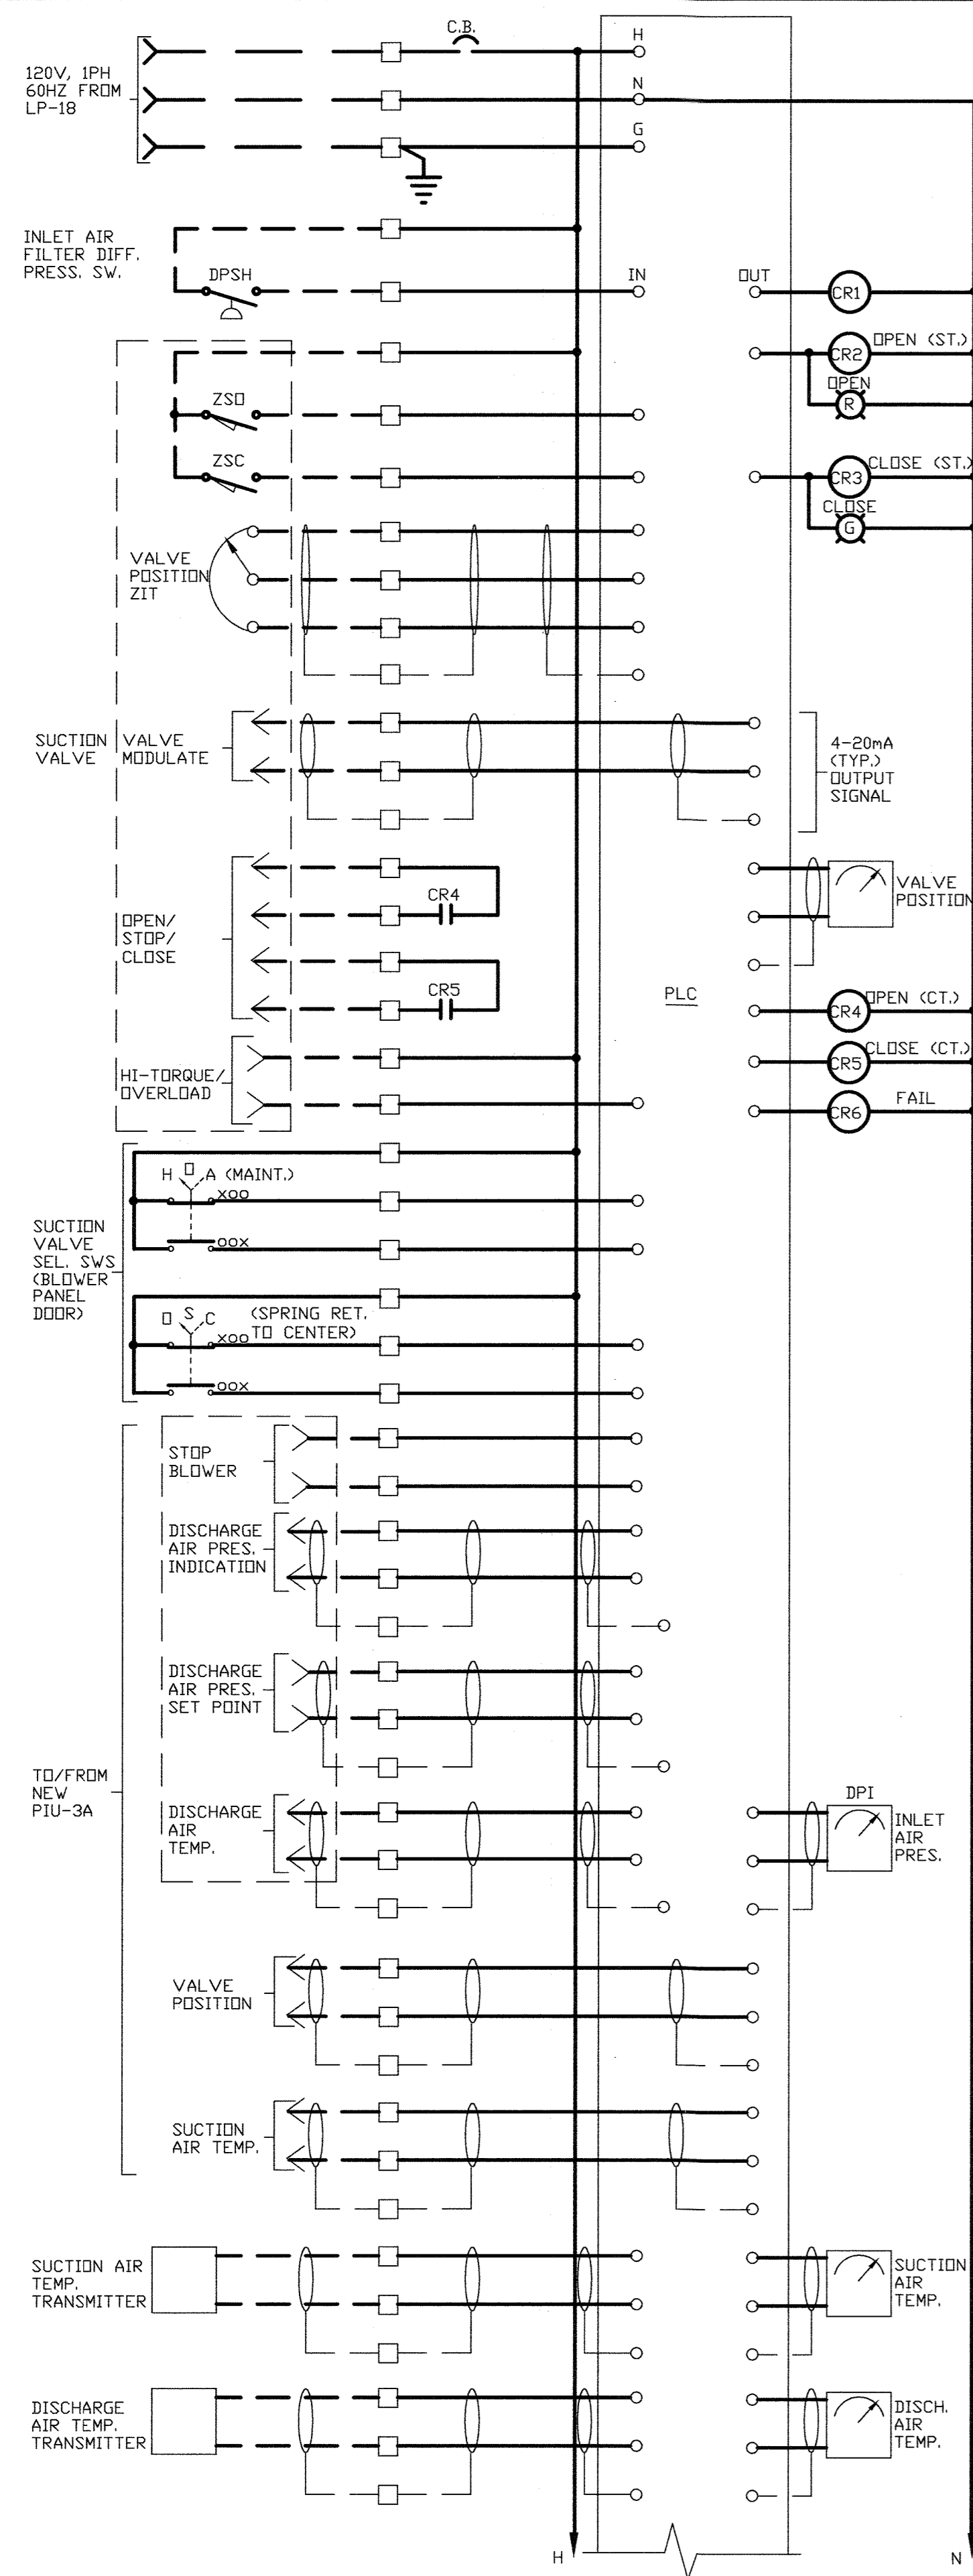 C.B.
H
120V, 1PH
60HZ FROM
LP-18
N
G
INLET AIR
FILTER DIFF.
PRESS. SW.
DPSH
IN
OUT
CR1
OPEN (ST.)
CR2
OPEN
R
ZSO
ZSC
CLOSE (ST.)
CR3
CLOSE
G
VALVE
POSITION
ZIT
SUCTION
VALVE
VALVE
MODULATE
4-20mA
(TYP.)
OUTPUT
SIGNAL
VALVE
POSITION
CR4
OPEN/
STOP/
CLOSE
CR5
PLC
OPEN (CT.)
CR4
CLOSE (CT.)
CR5
HI-TORQUE/
OVERLOAD
FAIL
CR6
H O A (MAINT.)
XOO
OOX
SUCTION
VALVE
SEL. SWS
(BLOWER
PANEL
DOOR)
O S C
(SPRING RET.
TO CENTER)
XOO
OOX
STOP
BLOWER
DISCHARGE
AIR PRES.
INDICATION
DISCHARGE
AIR PRES.
SET POINT
TO/FROM
NEW
PIU-3A
DISCHARGE
AIR
TEMP.
DPI
INLET
AIR
PRES.
VALVE
POSITION
SUCTION
AIR TEMP.
SUCTION AIR
TEMP.
TRANSMITTER
SUCTION
AIR
TEMP.
DISCHARGE
AIR TEMP.
TRANSMITTER
DISCH.
AIR
TEMP.
H
N